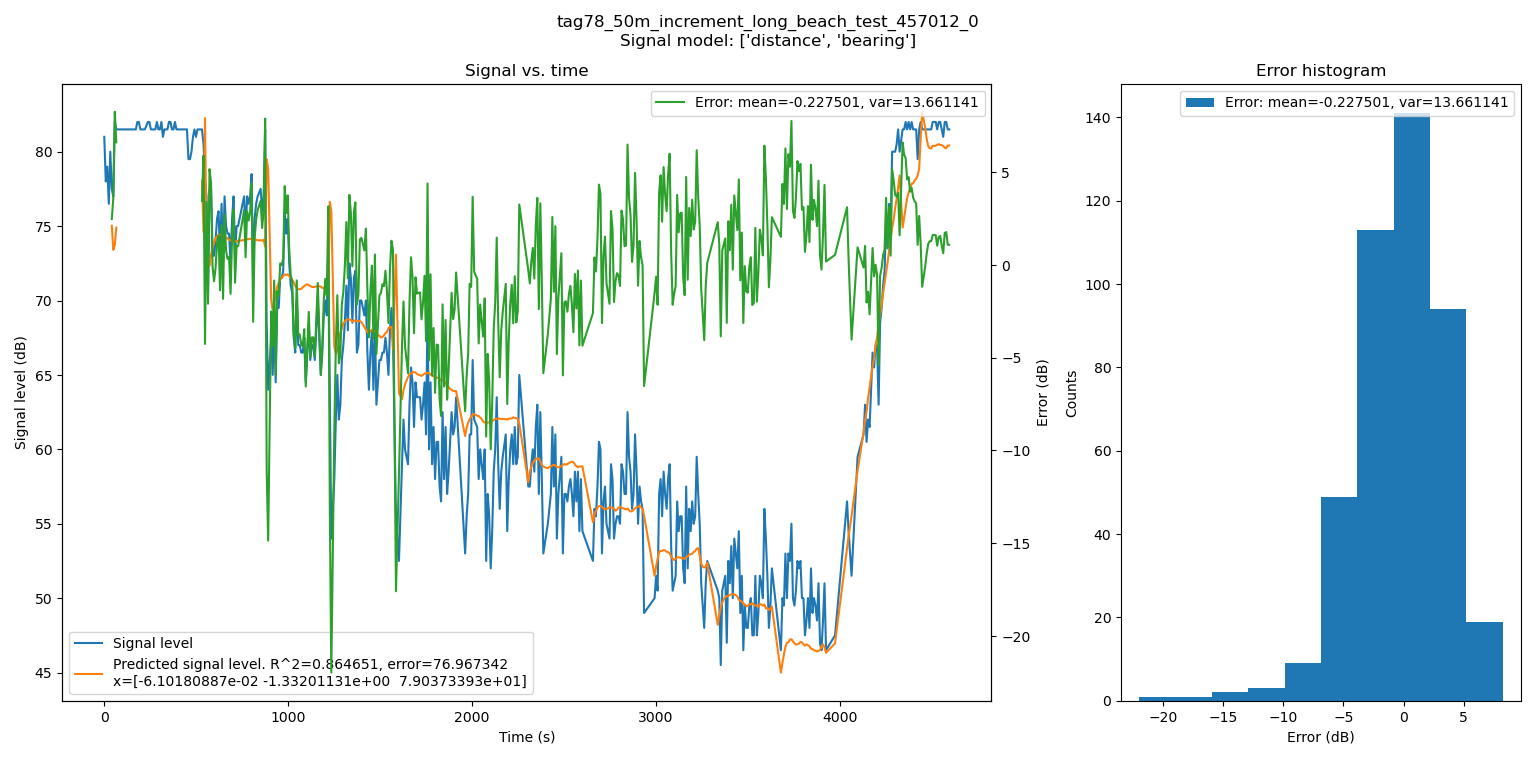 tag78_50m_increment_long_beach_test_457012_0
Signal model: ['distance', 'bearing']
Signal vs. time
Error: mean=-0.227501, var=13.661141
80
75
70
65
60
55
50
45
Signal level (dB)
5
0
−5
−10
−15
−20
Error (dB)
Signal level
Predicted signal level. R^2=0.864651, error=76.967342
x=[-6.10180887e-02 -1.33201131e+00  7.90373393e+01]
0
1000
2000
3000
4000
Time (s)
Error histogram
Error: mean=-0.227501, var=13.661141
140
120
100
80
60
40
20
0
Counts
−20
−15
−10
−5
0
5
Error (dB)